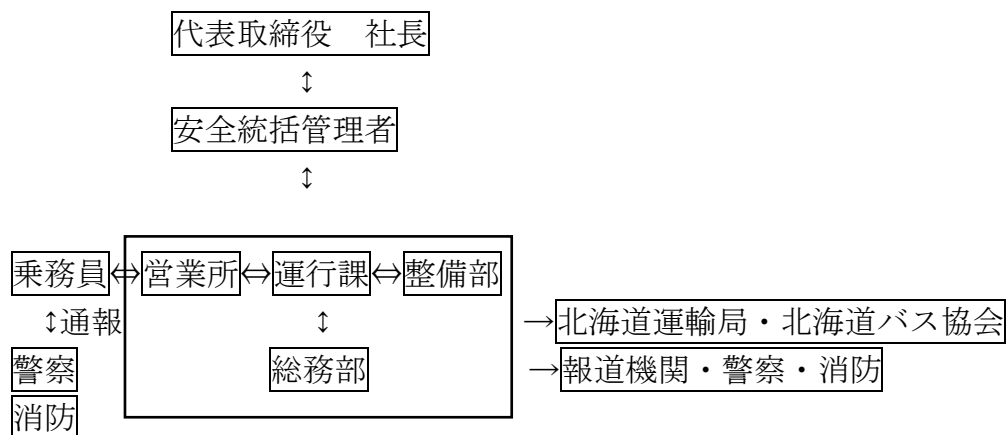 代表取締役　社長
↕
安全統括管理者
↕
乗務員⇔営業所⇔運行課⇔整備部
↕通報　↕　→北海道運輸局・北海道バス協会
警察　総務部　→報道機関・警察・消防
消防